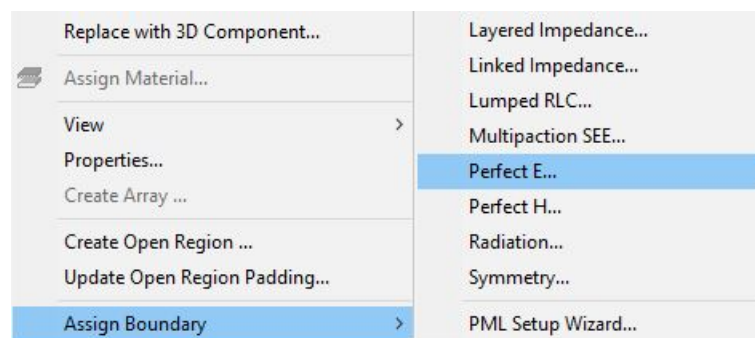 Replace with 3D Component...
Assign Material...
View
Properties...
Create Array ...
Create Open Region ...
Update Open Region Padding...
Assign Boundary
Layered Impedance...
Linked Impedance...
Lumped RLC...
Multipaction SEE...
Perfect E...
Perfect H...
Radiation...
Symmetry...
PML Setup Wizard...